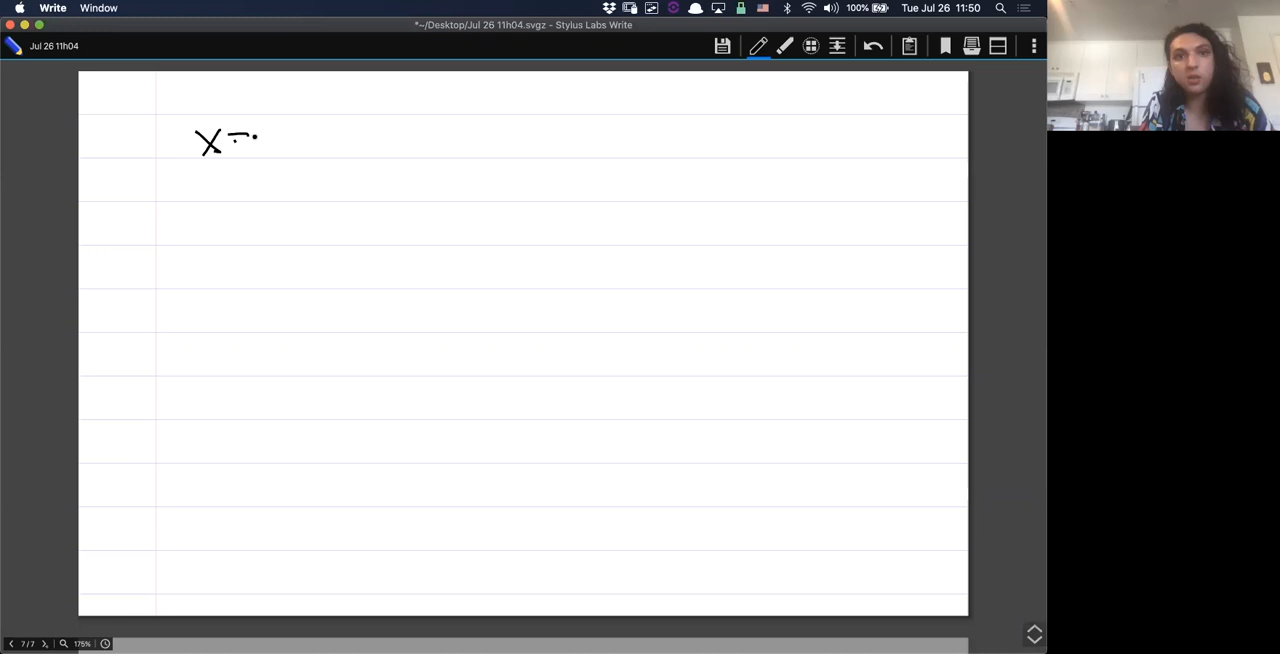 Write Window 100% Tue Jul 26 11:50
*~/Desktop/Jul 26 11h04.svgz - Stylus Labs Write
Jul 26 11h04
X
7/7 175%